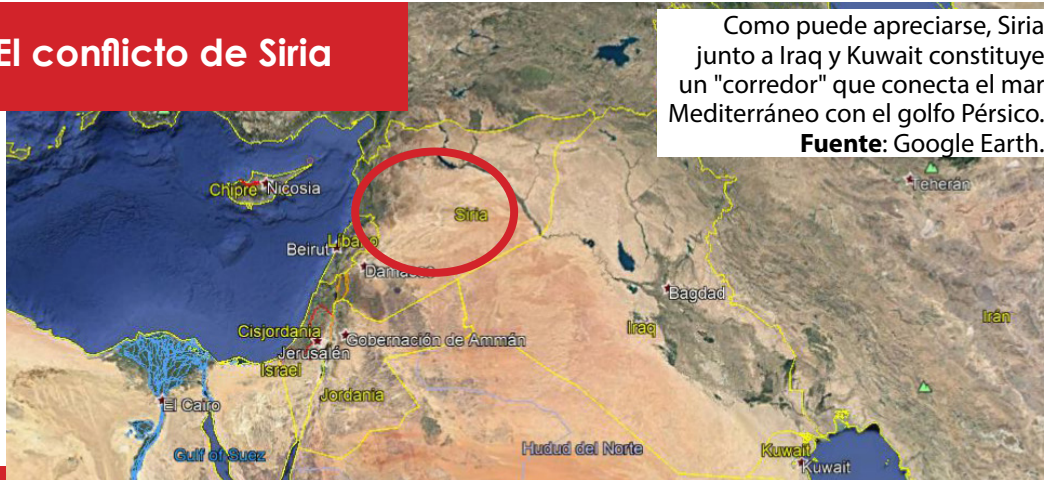 El conflicto de Siria
Como puede apreciarse, Siria
junto a Iraq y Kuwait constituye
un "corredor" que conecta el mar
Mediterráneo con el golfo Pérsico.
Fuente: Google Earth.
Teherán
Chipre
Nicosia
Siria
Beirut
Líbano
Damasco
Bagdad
Iraq
Irán
Cisjordania
Gobernación de Ammán
Jerusalén
Israel
Jordania
El Cairo
Gulf of Suez
Hudud del Norte
Kuwait
Kuwait